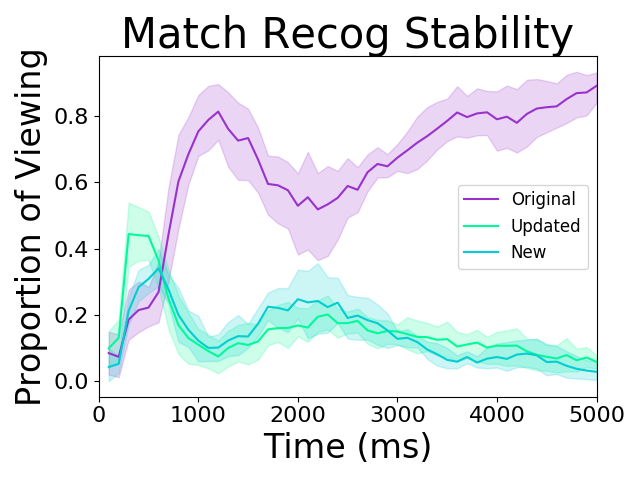 Match Recog Stability
Proportion of Viewing
0.8
0.6
0.4
0.2
0.0
Original
Updated
New
0 1000 2000 3000 4000 5000
Time (ms)